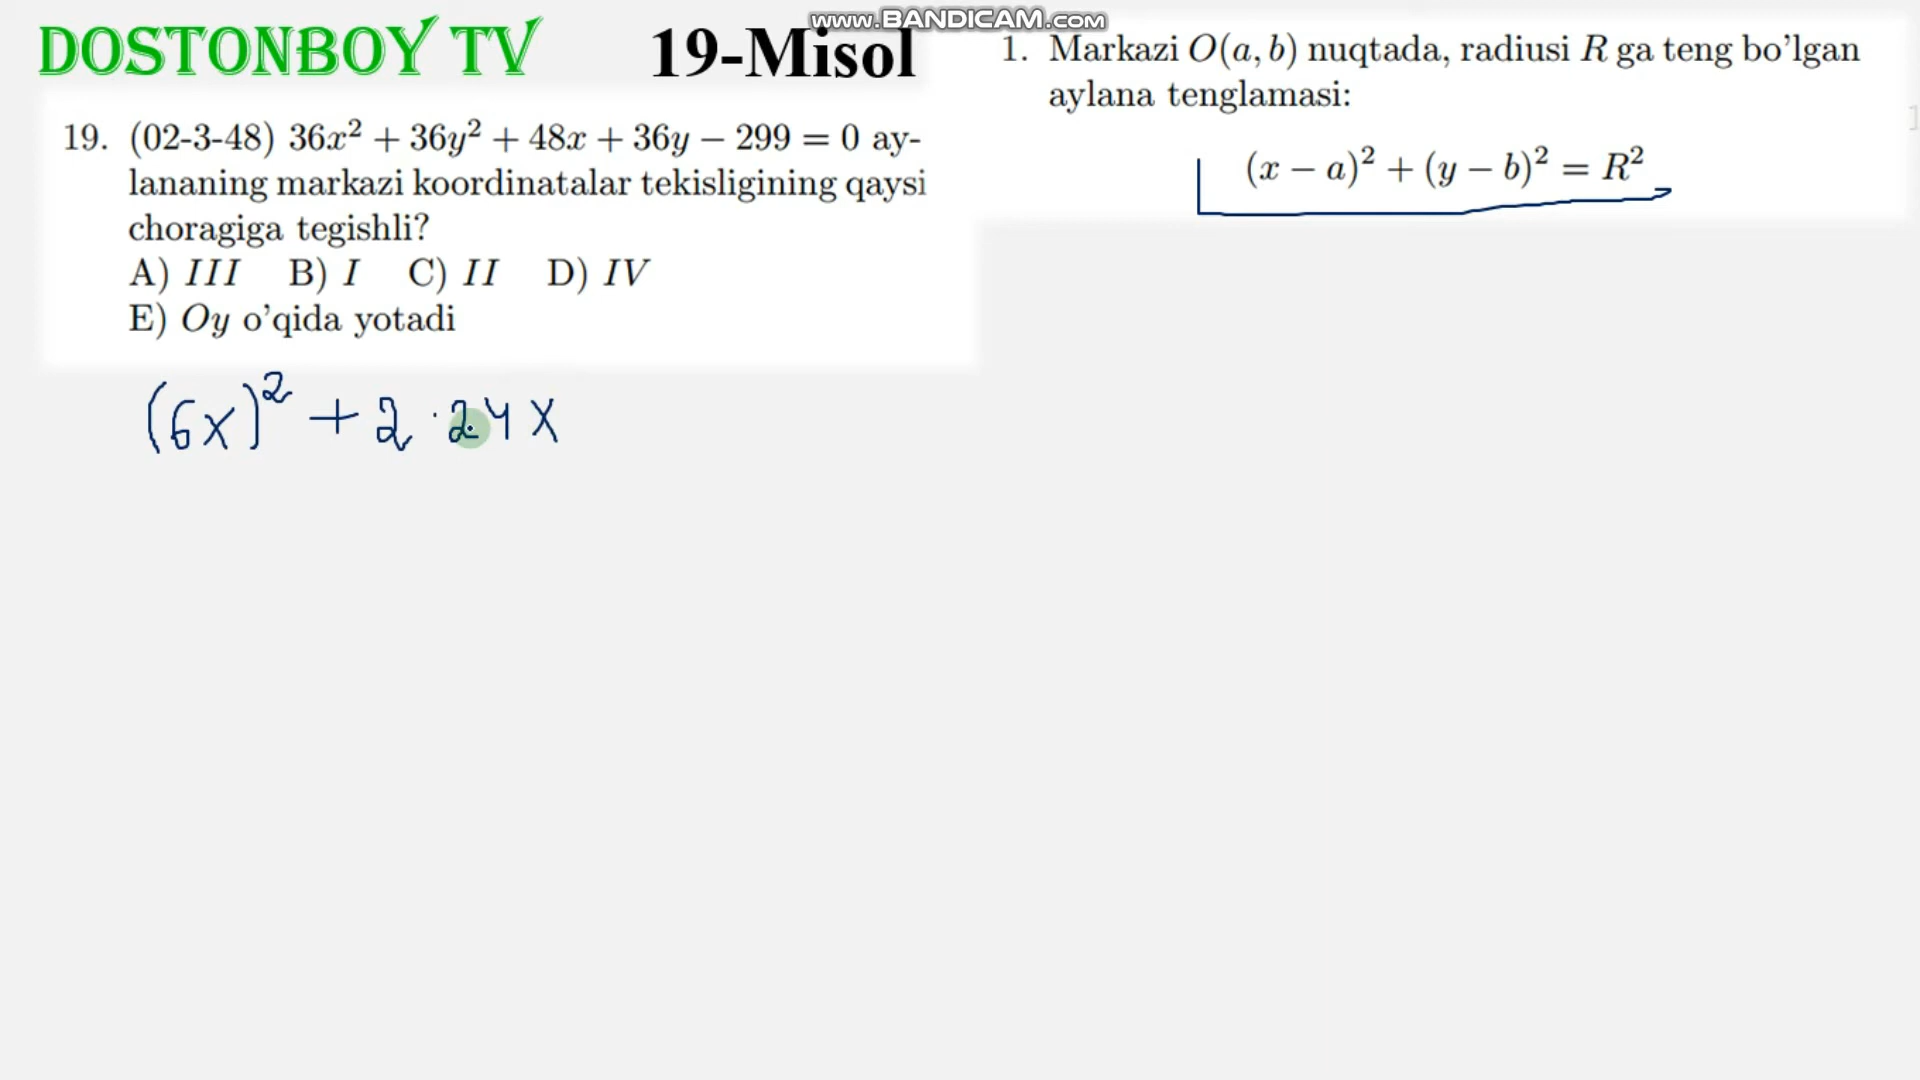 www.BANDICAM.com
DOSTONBOY TV
19-Misol
19. (02-3-48) 36x² + 36y² + 48x + 36y − 299 = 0 ay-
lananing markazi koordinatalar tekisligining qaysi
choragiga tegishli?
A) III B) I C) II D) IV
E) Oy o’qida yotadi
(6x)² + 2 · 24x
1. Markazi O(a, b) nuqtada, radiusi R ga teng bo’lgan
aylana tenglamasi:
(x − a)² + (y − b)² = R²